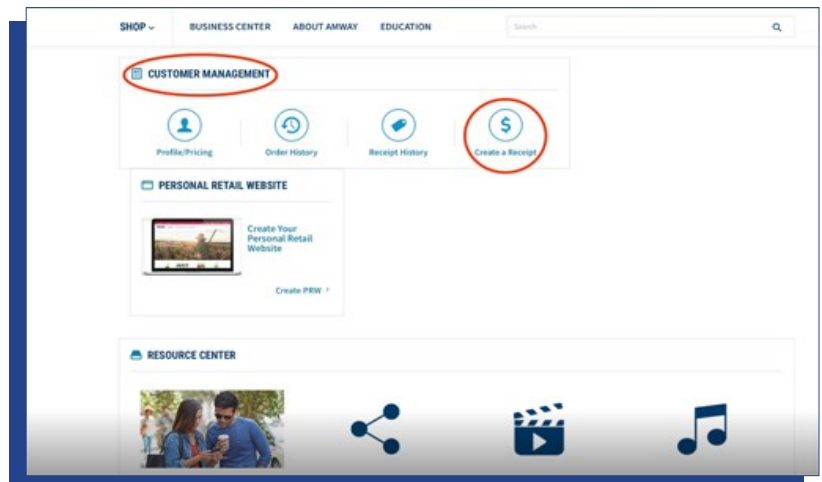 SHOP BUSINESS CENTER ABOUT AMWAY EDUCATION Search
CUSTOMER MANAGEMENT
Profile/Pricing Order History Receipt History Create a Receipt
PERSONAL RETAIL WEBSITE
Create Your
Personal Retail
Website
Create PRW
RESOURCE CENTER